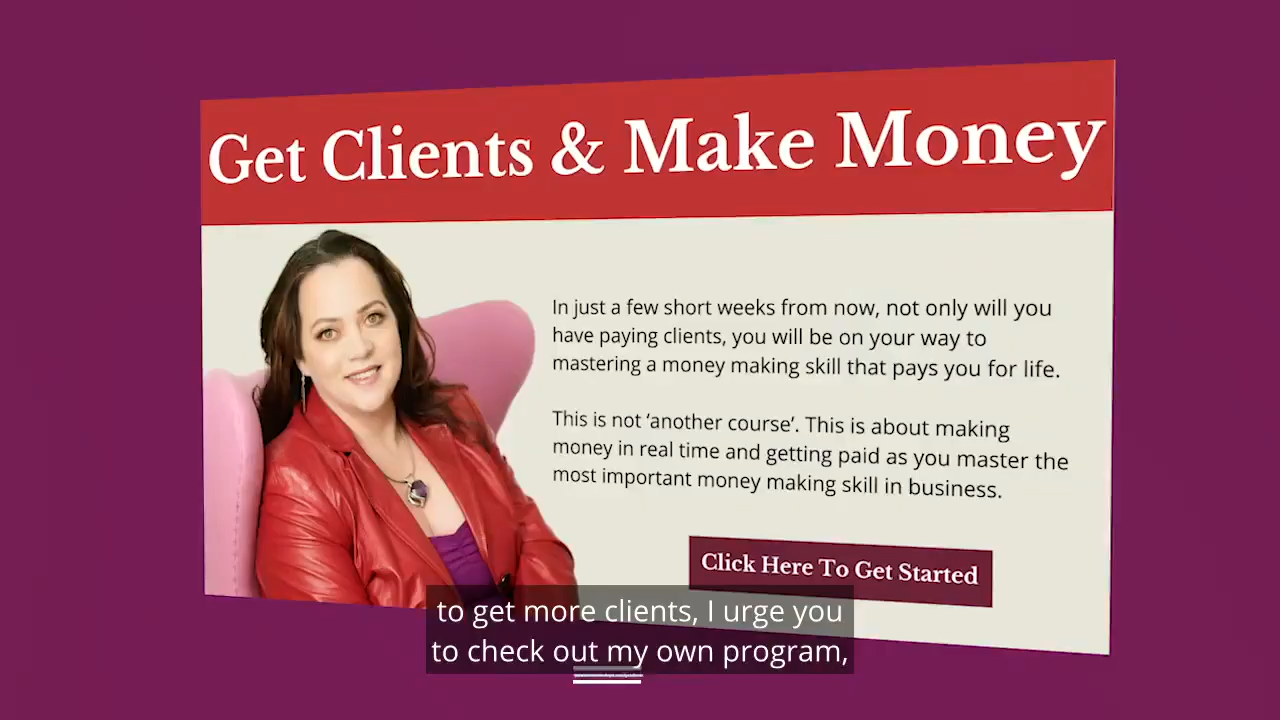 Get Clients & Make Money
In just a few short weeks from now, not only will you
have paying clients, you will be on your way to
mastering a money making skill that pays you for life.
This is not ‘another course’. This is about making
money in real time and getting paid as you master the
most important money making skill in business.
Click Here To Get Started
to get more clients, I urge you
to check out my own program,